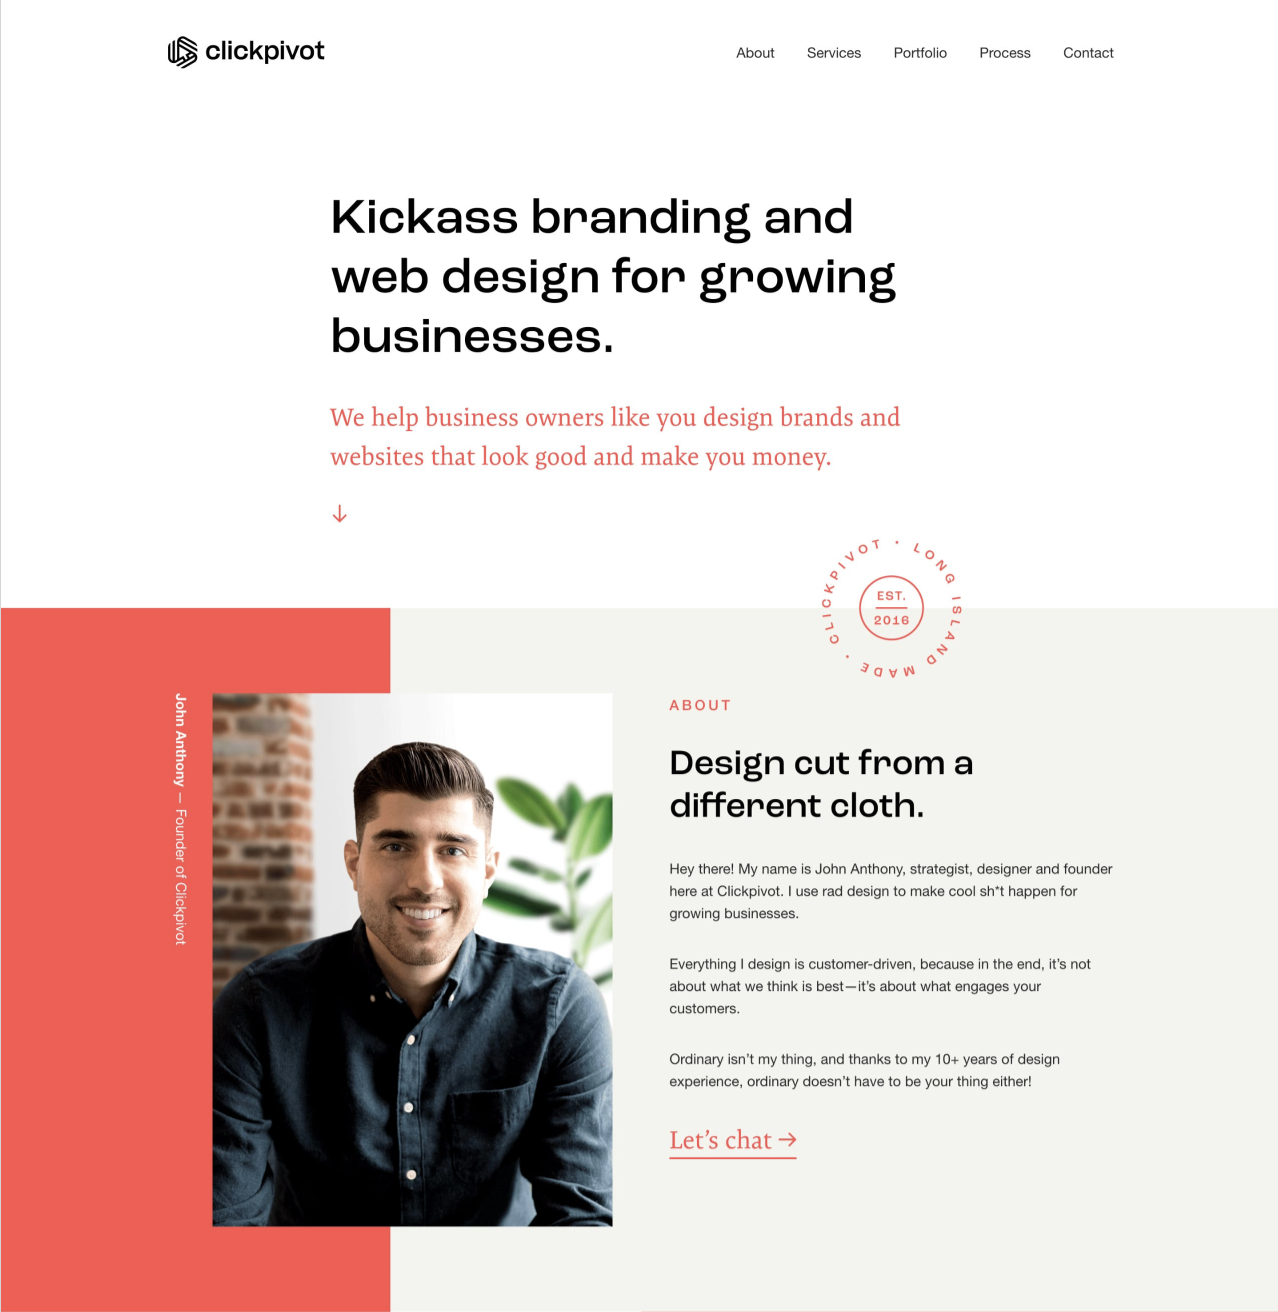 clickpivot
About Services Portfolio Process Contact
Kickass branding and
web design for growing
businesses.
We help business owners like you design brands and
websites that look good and make you money.
↓
CLICKPIVOT • LONG ISLAND MADE •
EST.
2016
John Anthony — Founder of Clickpivot
ABOUT
Design cut from a
different cloth.
Hey there! My name is John Anthony, strategist, designer and founder
here at Clickpivot. I use rad design to make cool sh*t happen for
growing businesses.
Everything I design is customer-driven, because in the end, it’s not
about what we think is best—it’s about what engages your
customers.
Ordinary isn’t my thing, and thanks to my 10+ years of design
experience, ordinary doesn’t have to be your thing either!
Let’s chat →